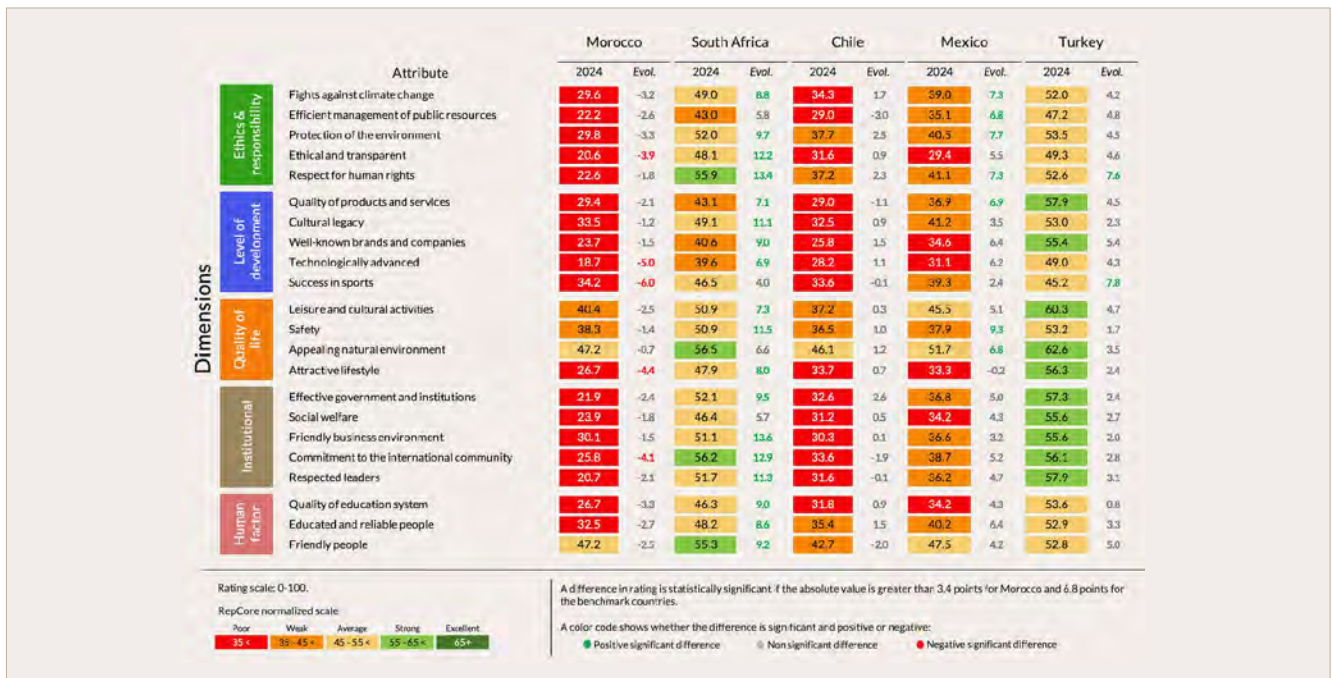 Morocco South Africa Chile Mexico Turkey
Attribute 2024 Evol. 2024 Evol. 2024 Evol. 2024 Evol. 2024 Evol.
Dimensions
Ethics & responsibility
Fights against climate change 29.6 -3.2 49.0 8.8 34.3 1.7 39.0 7.3 52.0 4.2
Efficient management of public resources 22.2 -2.6 43.0 5.8 29.0 -3.0 35.1 6.8 47.2 4.8
Protection of the environment 29.8 -3.3 52.0 9.7 37.7 2.5 40.5 7.7 53.5 4.5
Ethical and transparent 20.6 -3.9 48.1 12.2 31.6 0.9 29.4 5.5 49.3 4.6
Respect for human rights 22.6 -1.8 55.9 13.4 37.2 2.3 41.1 7.3 52.6 7.6
Level of development
Quality of products and services 29.4 -2.1 43.1 7.1 29.0 -1.1 36.9 6.9 57.9 4.5
Cultural legacy 33.5 -1.2 49.1 11.1 32.5 0.9 41.2 3.5 53.0 2.3
Well-known brands and companies 23.7 -1.5 40.6 9.0 25.8 1.5 34.6 6.4 55.4 5.4
Technologically advanced 18.7 -5.0 39.6 6.9 28.2 1.1 31.1 6.2 49.0 4.3
Success in sports 34.2 -6.0 46.5 4.0 33.6 -0.1 39.3 2.4 45.2 7.8
Quality of life
Leisure and cultural activities 40.4 -2.5 50.9 7.3 37.2 0.3 45.5 5.1 60.3 4.7
Safety 38.3 -1.4 50.9 11.5 36.5 1.0 37.9 9.3 53.2 1.7
Appealing natural environment 47.2 -0.7 56.5 6.6 46.1 1.2 51.7 6.8 62.6 3.5
Attractive lifestyle 26.7 -4.4 47.9 8.0 33.7 0.7 33.3 -0.2 56.3 2.4
Institutional
Effective government and institutions 21.9 -2.4 52.1 9.5 32.6 2.6 36.8 5.0 57.3 2.4
Social welfare 23.9 -1.8 46.4 5.7 31.2 0.5 34.2 4.3 55.6 2.7
Friendly business environment 30.1 -1.5 51.1 13.6 30.3 0.1 36.6 3.2 55.6 2.0
Commitment to the international community 25.8 -4.1 56.2 12.9 33.6 -1.9 38.7 5.2 56.1 2.8
Respected leaders 20.7 -2.1 51.7 11.3 31.6 -0.1 36.2 4.7 57.9 3.1
Human factor
Quality of education system 26.7 -3.3 46.3 9.0 31.8 0.9 34.2 4.3 53.6 0.8
Educated and reliable people 32.5 -2.7 48.2 8.6 35.4 1.5 40.2 6.4 52.9 3.3
Friendly people 47.2 -2.5 55.3 9.2 42.7 -2.0 47.5 4.2 52.8 5.0
Rating scale: 0-100.
RepCore normalized scale
Poor Weak Average Strong Excellent
35 < 35 - 45 < 45 - 55 < 55 - 65 < 65+
A difference in rating is statistically significant if the absolute value is greater than 3.4 points for Morocco and 6.8 points for
the benchmark countries.
A color code shows whether the difference is significant and positive or negative:
Positive significant difference Non significant difference Negative significant difference